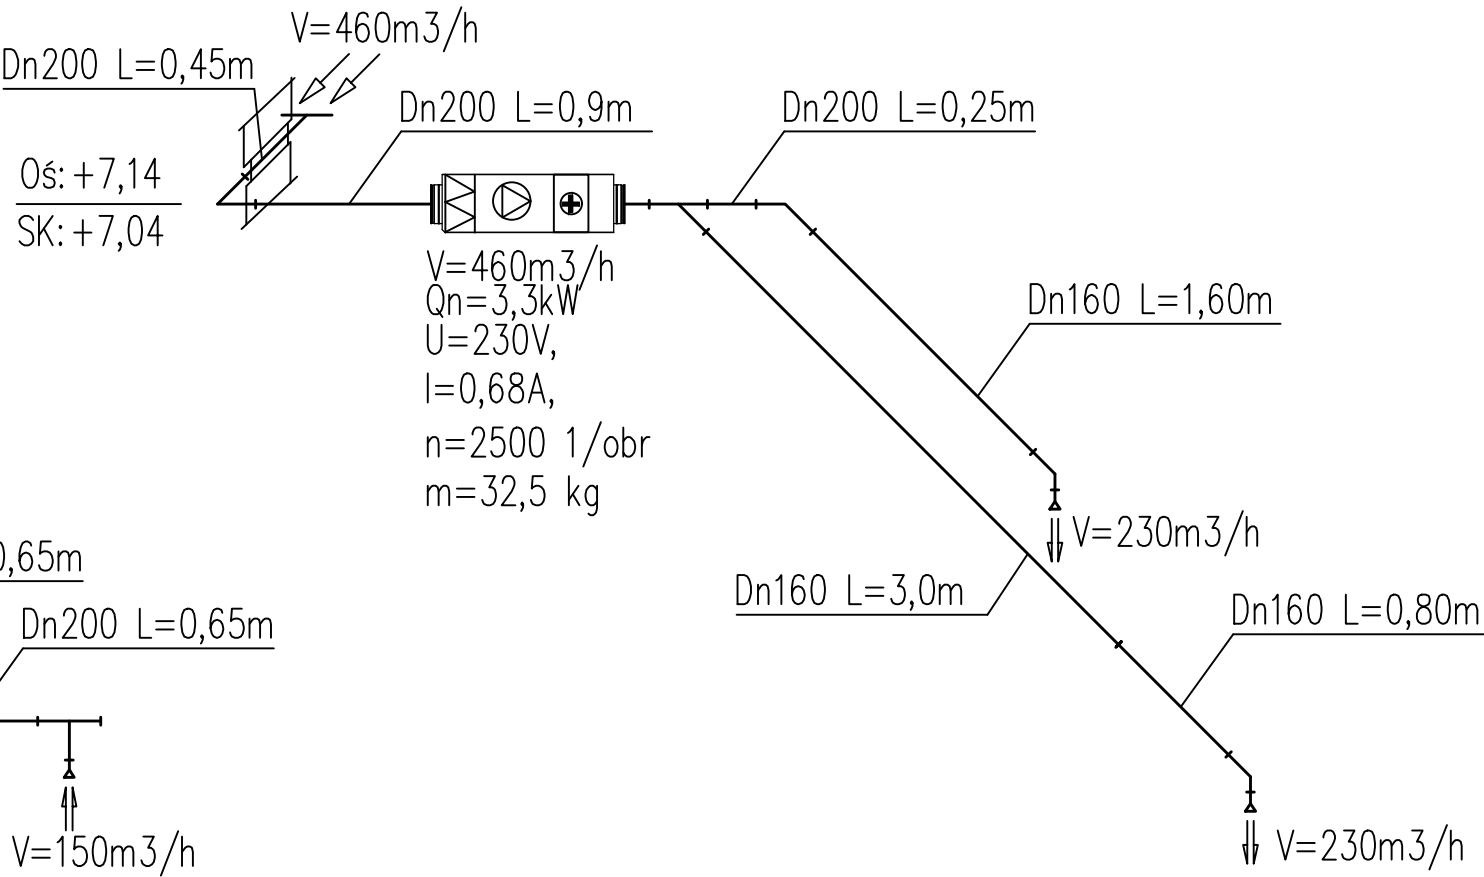 V=460m3/h
Dn200 L=0,45m
Dn200 L=0,9m
Dn200 L=0,25m
Oś: +7,14
SK: +7,04
V=460m3/h
Qn=3,3kW
U=230V,
I=0,68A,
n=2500 1/obr
m=32,5 kg
Dn160 L=1,60m
V=230m3/h
0,65m
Dn200 L=0,65m
Dn160 L=3,0m
Dn160 L=0,80m
V=150m3/h
V=230m3/h